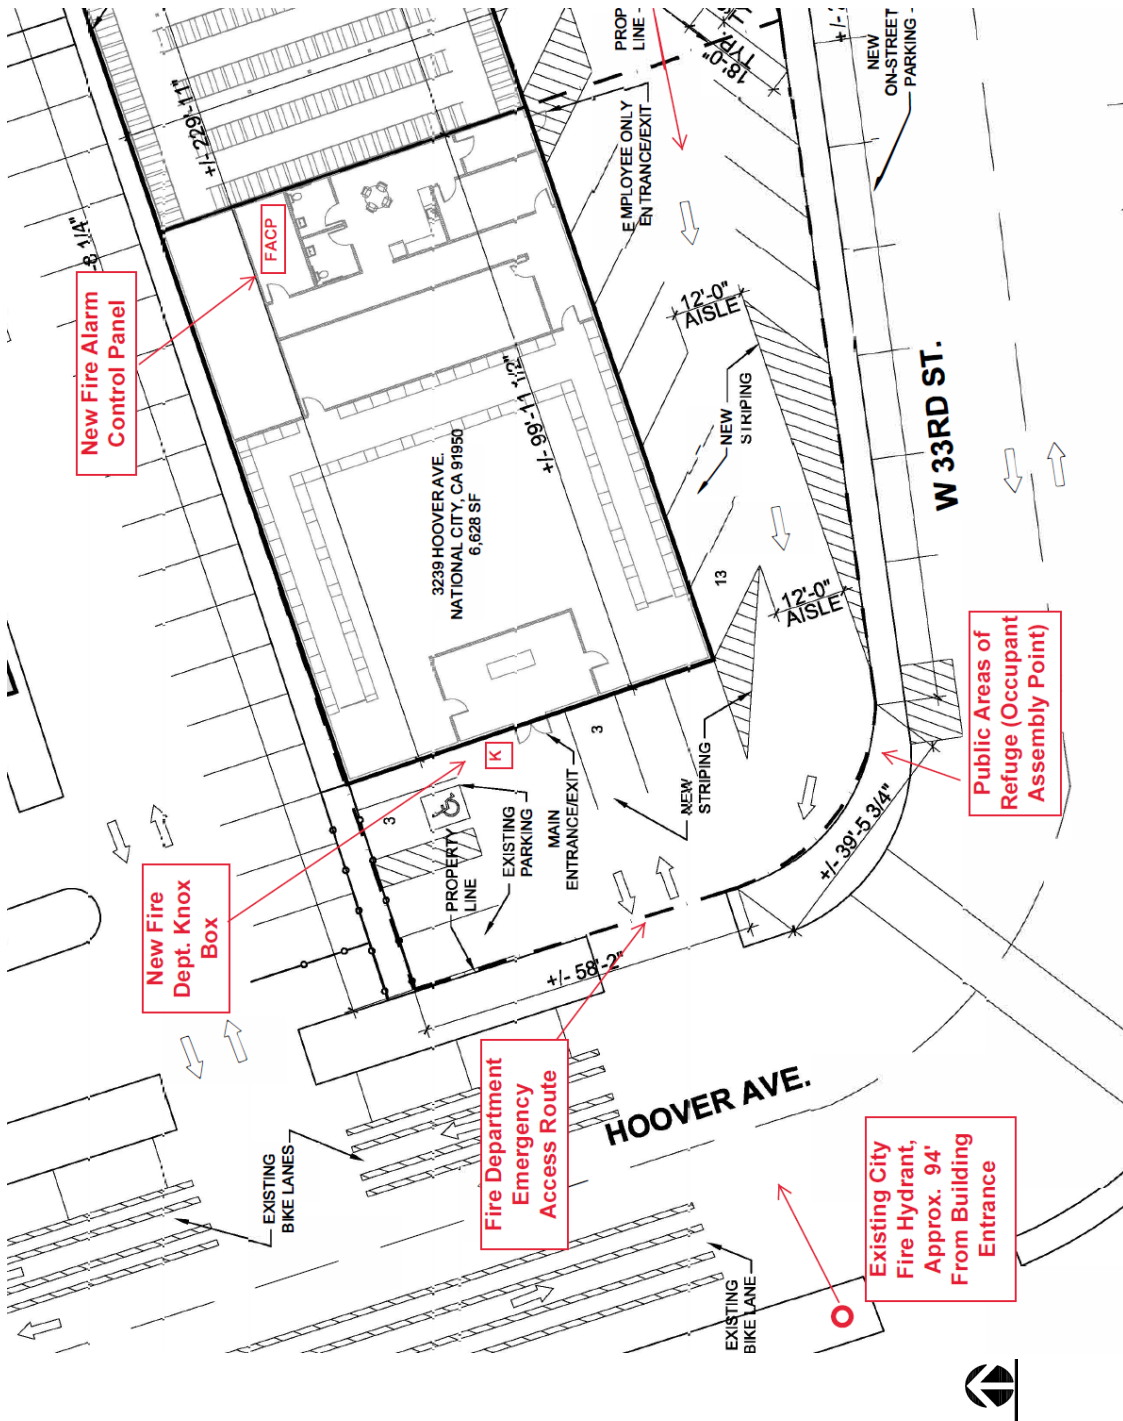 PROP
LINE
18'-0"
TYP.
+/- 2
NEW
ON-STREET
PARKING
+/- 229'-11"
8 1/4"
FACP
EMPLOYEE ONLY
ENTRANCE/EXIT
New Fire Alarm
Control Panel
12'-0"
AISLE
+/- 99'-11 1/2"
NEW
STRIPING
W 33RD ST.
3239 HOOVER AVE.
NATIONAL CITY, CA 91950
6,628 SF
13
12'-0"
AISLE
Public Areas of
Refuge (Occupant
Assembly Point)
K
3
3
NEW
STRIPING
MAIN
ENTRANCE/EXIT
EXISTING
PARKING
PROPERTY
LINE
+/- 39'-5 3/4"
New Fire
Dept. Knox
Box
+/- 58'-2"
Fire Department
Emergency
Access Route
HOOVER AVE.
EXISTING
BIKE LANES
Existing City
Fire Hydrant,
Approx. 94'
From Building
Entrance
EXISTING
BIKE LANE